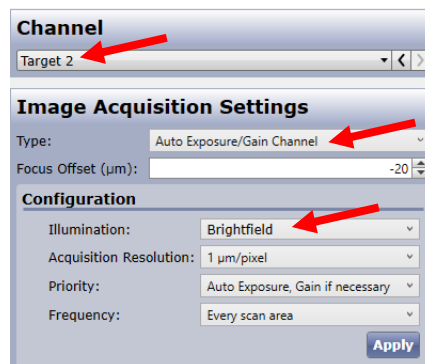 Channel
Target 2
Image Acquisition Settings
Type: Auto Exposure/Gain Channel
Focus Offset (μm): -20
Configuration
Illumination: Brightfield
Acquisition Resolution: 1 μm/pixel
Priority: Auto Exposure, Gain if necessary
Frequency: Every scan area
Apply